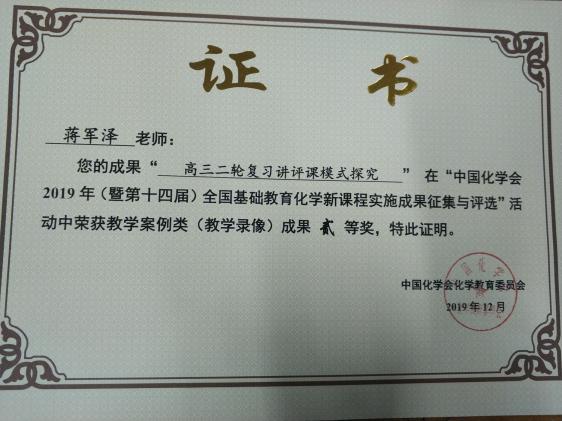 证书
蒋军泽 老师：
您的成果“ 高三二轮复习讲评课模式探究 ”在“中国化学会
2019年（暨第十四届）全国基础教育化学新课程实施成果征集与评选”活
动中荣获教学案例类（教学录像）成果 贰 等奖，特此证明。
中国化学会化学教育委员会
2019年12月